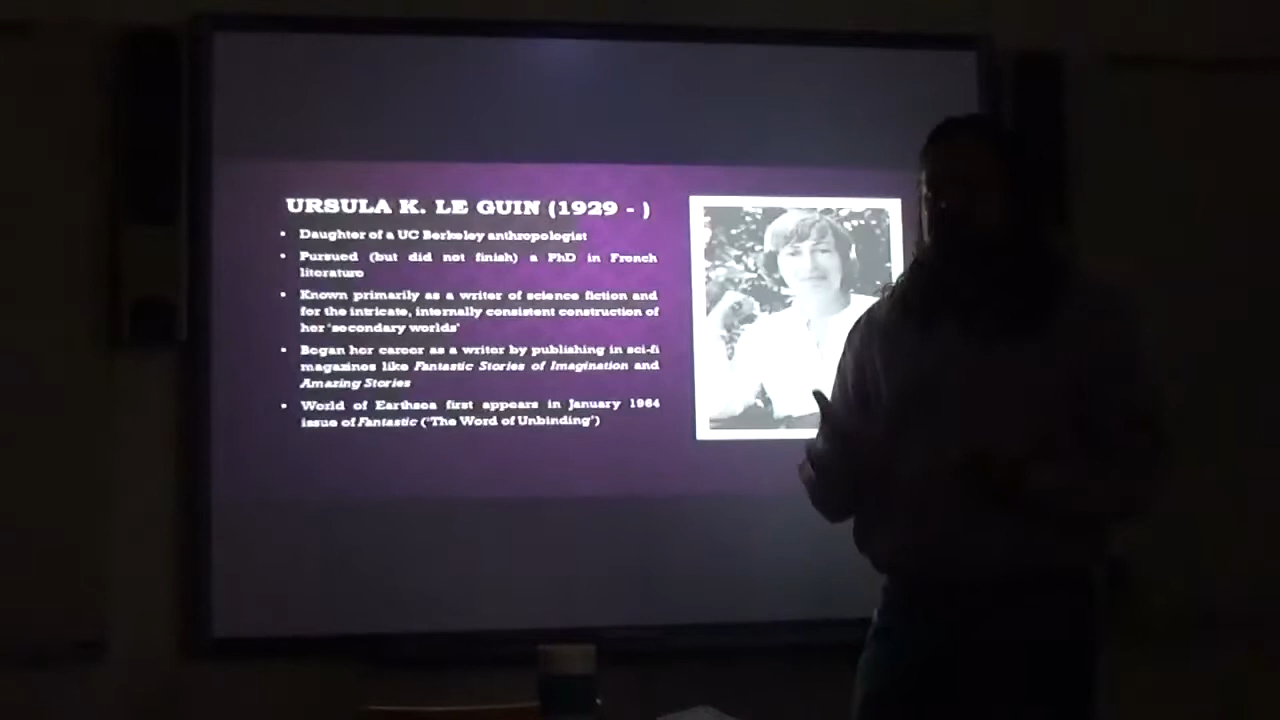 URSULA K. LE GUIN (1929 - )
• Daughter of a UC Berkeley anthropologist
• Pursued (but did not finish) a PhD in French
literature
• Known primarily as a writer of science fiction and
for the intricate, internally consistent construction of
her 'secondary worlds'
• Began her career as a writer by publishing in sci-fi
magazines like Fantastic Stories of Imagination and
Amazing Stories
• World of Earthsea first appears in January 1964
issue of Fantastic ('The Word of Unbinding')